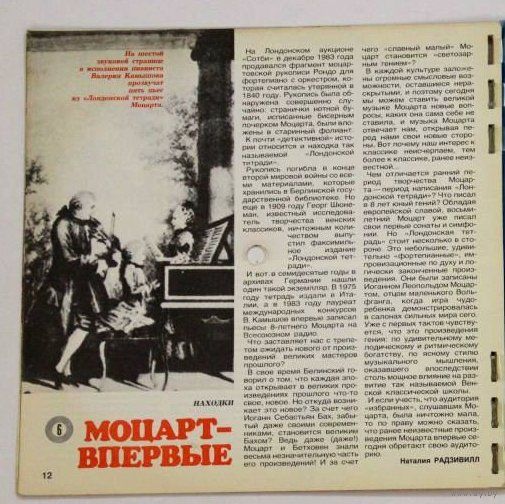 На шестой
звуковой странице
в исполнении пианиста
Валерия Камышова
прозвучат
пять пьес
из «Лондонской тетради»
Моцарта.
НАХОДКИ
6
МОЦАРТ–
ВПЕРВЫЕ
12
На Лондонском аукционе
«Сотби» в декабре 1983 года
продавался фрагмент моцар-
товской рукописи Рондо для
фортепиано с оркестром, ко-
торая считалась утерянной в
1840 году. Рукопись была об-
наружена совершенно слу-
чайно: странички нотной бу-
маги, исписанные бисерным
почерком Моцарта, были вло-
жены в старинный фолиант.
К почти «детективной» исто-
рии относится и находка так
называемой «Лондонской
тетради».
Рукопись погибла в конце
второй мировой войны со все-
ми материалами, которые
хранились в Берлинской госу-
дарственной библиотеке. Но
еще в 1909 году Георг Шюне-
ман, известный исследова-
тель творчества венских
классиков, ничтожным коли-
чеством выпу-
стил факсималь-
ное издание
«Лондонской тет-
ради».
И вот в семидесятые годы в
архивах Германии нашли
один такой экземпляр. В 1975
году тетрадь издали в Ита-
лии, а в 1983 году лауреат
международных конкурсов
В. Камышов впервые записал
пьесы 8-летнего Моцарта на
Всесоюзном радио.
Что заставляет нас с трепе-
том ожидать нового от произ-
ведений великих мастеров
прошлого?
В свое время Белинский го-
ворил о том, что каждая эпо-
ха открывает в великих про-
изведениях прошлого что-то
свое, новое. Но откуда возни-
кает это новое? За счет чего
Иоганн Себастьян Бах, забы-
тый даже своими современ-
никами, становится великим
Бахом? Ведь даже (даже!)
Моцарт и Бетховен знали
весьма незначительную часть
его произведений! И за счет
чего «славный малый» Мо-
царт становится «светозар-
ным гением»?
В каждой культуре заложе-
ны огромные смысловые воз-
можности, оставшиеся нерас-
крытыми, и поэтому сегодня
мы можем ставить великой
музыке Моцарта новые воп-
росы, каких она сама себе не
ставила, и музыка Моцарта
отвечает нам, открывая пе-
ред нами свои новые сторо-
ны. Вот почему наш интерес к
классике неисчерпаем, тем
более к классике, ранее неиз-
вестной...
Чем отличается ранний пе-
риод творчества Моцар-
та — период написания «Лон-
донской тетради»? Что писал
в 8 лет юный гений? Обладая
европейской славой, восьми-
летний Моцарт уже писал
свои первые сонаты и симфо-
нии. Но «Лондонская тет-
радь» стоит несколько в сто-
роне. Это небольшие, удиви-
тельно «фортепианные», им-
провизационные по духу и ло-
гически законченные произ-
ведения. Они были записаны
Иоганном Леопольдом Моцар-
том, отцом маленького Воль-
фганга, когда игра чудо-
ребенка демонстрировалась
в салонах сильных мира сего.
Уже с первых тактов чувству-
ется, что это произведения
гения: по удивительному ме-
лодическому и ритмическому
богатству, по ясному стилю
музыкального мышления,
оказавшего впоследствии
столь мощное влияние на раз-
витие так называемой Вен-
ской классической школы.
И если учесть, что аудитория
«избранных», слушавших Мо-
царта, была ничтожно мала,
то по праву можно сказать,
что ранее неизвестные произ-
ведения Моцарта впервые се-
годня обретают свою аудито-
рию.
Наталия РАДЗИВИЛЛ